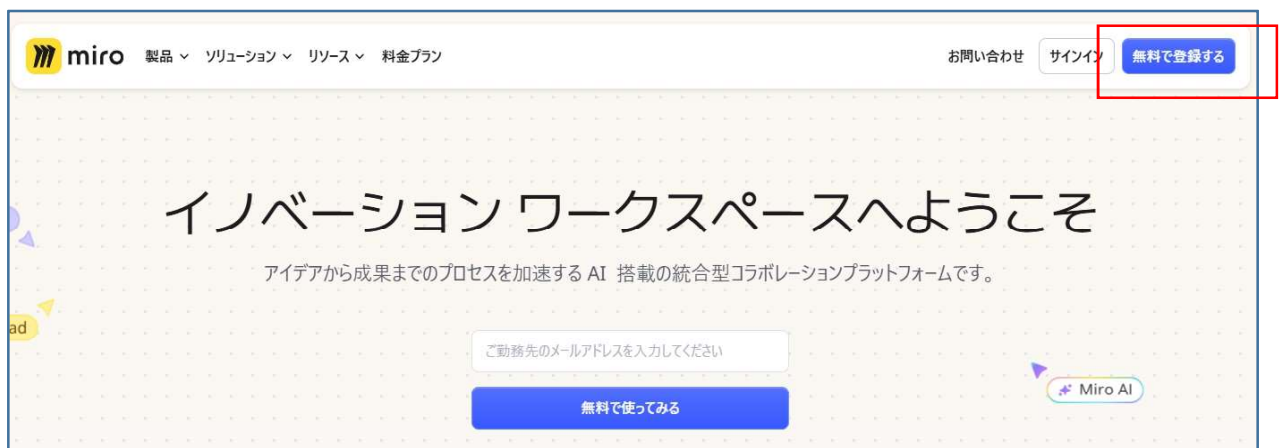 miro 製品 ソリューション リソース 料金プラン お問い合わせ サインイン 無料で登録する
イノベーション ワークスペースへようこそ
アイデアから成果までのプロセスを加速する AI 搭載の統合型コラボレーションプラットフォームです。
ad
ご勤務先のメールアドレスを入力してください
Miro AI
無料で使ってみる